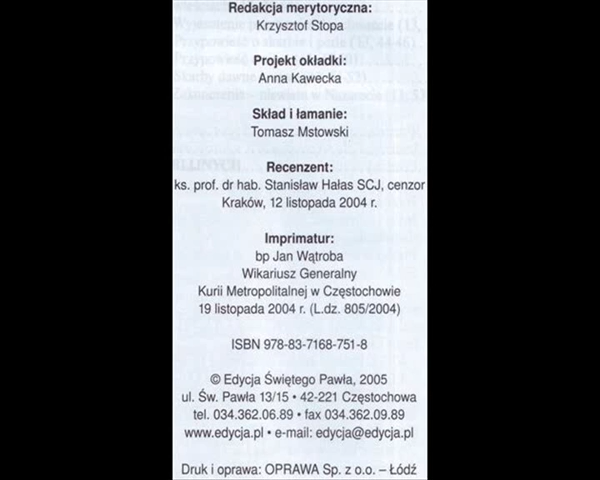 Redakcja merytoryczna:
Krzysztof Stopa
Projekt okładki:
Anna Kawecka
Skład i łamanie:
Tomasz Mstowski
Recenzent:
ks. prof. dr hab. Stanisław Hałas SCJ, cenzor
Kraków, 12 listopada 2004 r.
Imprimatur:
bp Jan Wątroba
Wikariusz Generalny
Kurii Metropolitalnej w Częstochowie
19 listopada 2004 r. (L.dz. 805/2004)
ISBN 978-83-7168-751-8
© Edycja Świętego Pawła, 2005
ul. Św. Pawła 13/15 • 42-221 Częstochowa
tel. 034.362.06.89 • fax 034.362.09.89
www.edycja.pl • e-mail: edycja@edycja.pl
Druk i oprawa: OPRAWA Sp. z o.o. – Łódź